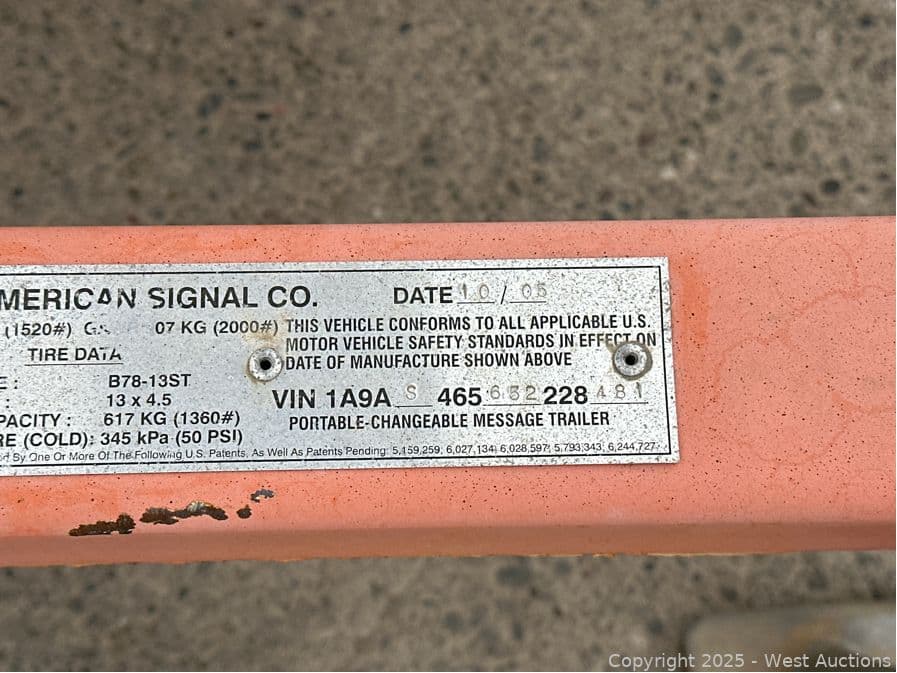 MERICAN SIGNAL CO. DATE 10 / 05
(1520#) 07 KG (2000#) THIS VEHICLE CONFORMS TO ALL APPLICABLE U.S.
TIRE DATA MOTOR VEHICLE SAFETY STANDARDS IN EFFECT ON
DATE OF MANUFACTURE SHOWN ABOVE
E : B78-13ST
: 13 x 4.5 VIN 1A9A S 465 632 228 481
PACITY : 617 KG (1360#) PORTABLE-CHANGEABLE MESSAGE TRAILER
RE (COLD): 345 kPa (50 PSI)
By One Or More Of The Following U.S. Patents, As Well As Patents Pending: 5,159,259; 6,027,134; 6,028,597; 5,793,343; 6,244,727;
Copyright 2025 - West Auctions